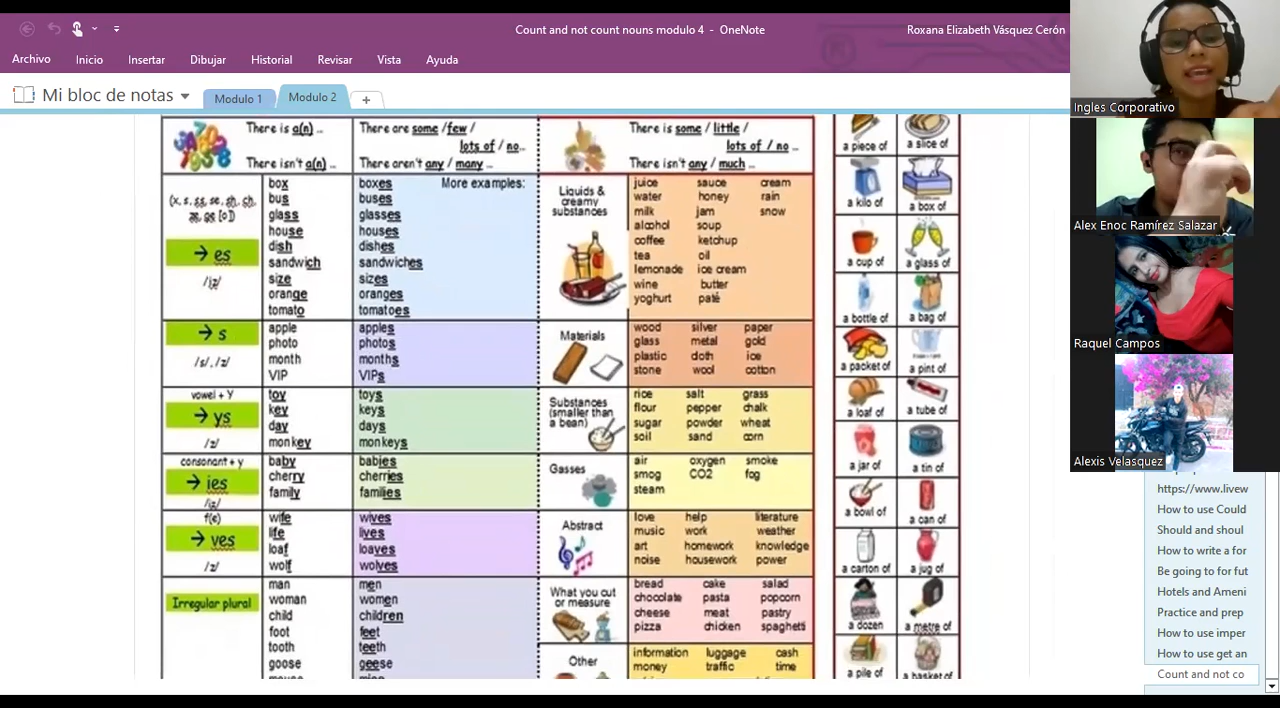 Count and not count nouns modulo 4 - OneNote
Roxana Elizabeth Vásquez Cerón
Archivo Inicio Insertar Dibujar Historial Revisar Vista Ayuda
Mi bloc de notas
Modulo 1
Modulo 2
+
There is a(n) ...
There isn't a(n) ...
There are some / few /
lots of / no...
There aren't any / many ...
There is some / little /
lots of / no ...
There isn't any / much ...
→ es
box
bus
glass
house
dish
sandwich
size
orange
tomato
boxes
More examples:
buses
glasses
houses
dishes
sandwiches
sizes
oranges
tomatoes
→ s
/s/, /z/
apple
photo
month
VIP
apples
photos
months
VIPs
vowel + Y
→ ys
/z/
toy
key
day
monkey
toys
keys
days
monkeys
consonant + y
→ ies
baby
cherry
family
babies
cherries
families
f(e)
→ ves
/z/
wife
life
loaf
wolf
wives
lives
loaves
wolves
Irregular plural
man
woman
child
foot
tooth
goose
men
women
children
feet
teeth
geese
Liquids &
creamy
substances
juice sauce cream
water honey rain
milk jam snow
alcohol soup
coffee ketchup
tea oil
lemonade ice cream
wine butter
yoghurt paté
Materials
wood silver paper
glass metal gold
plastic cloth ice
stone wool cotton
Substances
(smaller than
a bean)
rice salt grass
flour pepper chalk
sugar powder wheat
soil sand corn
Gasses
air oxygen smoke
smog CO2 fog
steam
Abstract
love help literature
music work weather
art homework knowledge
noise housework power
What you cut
or measure
bread cake salad
chocolate pasta popcorn
cheese meat pastry
pizza chicken spaghetti
Other
information luggage cash
money traffic time
a piece of
a slice of
a kilo of
a box of
a cup of
a glass of
a bottle of
a bag of
a packet of
a pint of
a loaf of
a tube of
a jar of
a tin of
a bowl of
a can of
a carton of
a jug of
a dozen
a metre of
a pile of
a basket of
Ingles Corporativo
Alex Enoc Ramírez Salazar
Raquel Campos
Alexis Velasquez
https://www.livew
How to use Could
Should and shoul
How to write a for
Be going to for fut
Hotels and Ameni
Practice and prep
How to use imper
How to use get an
Count and not co